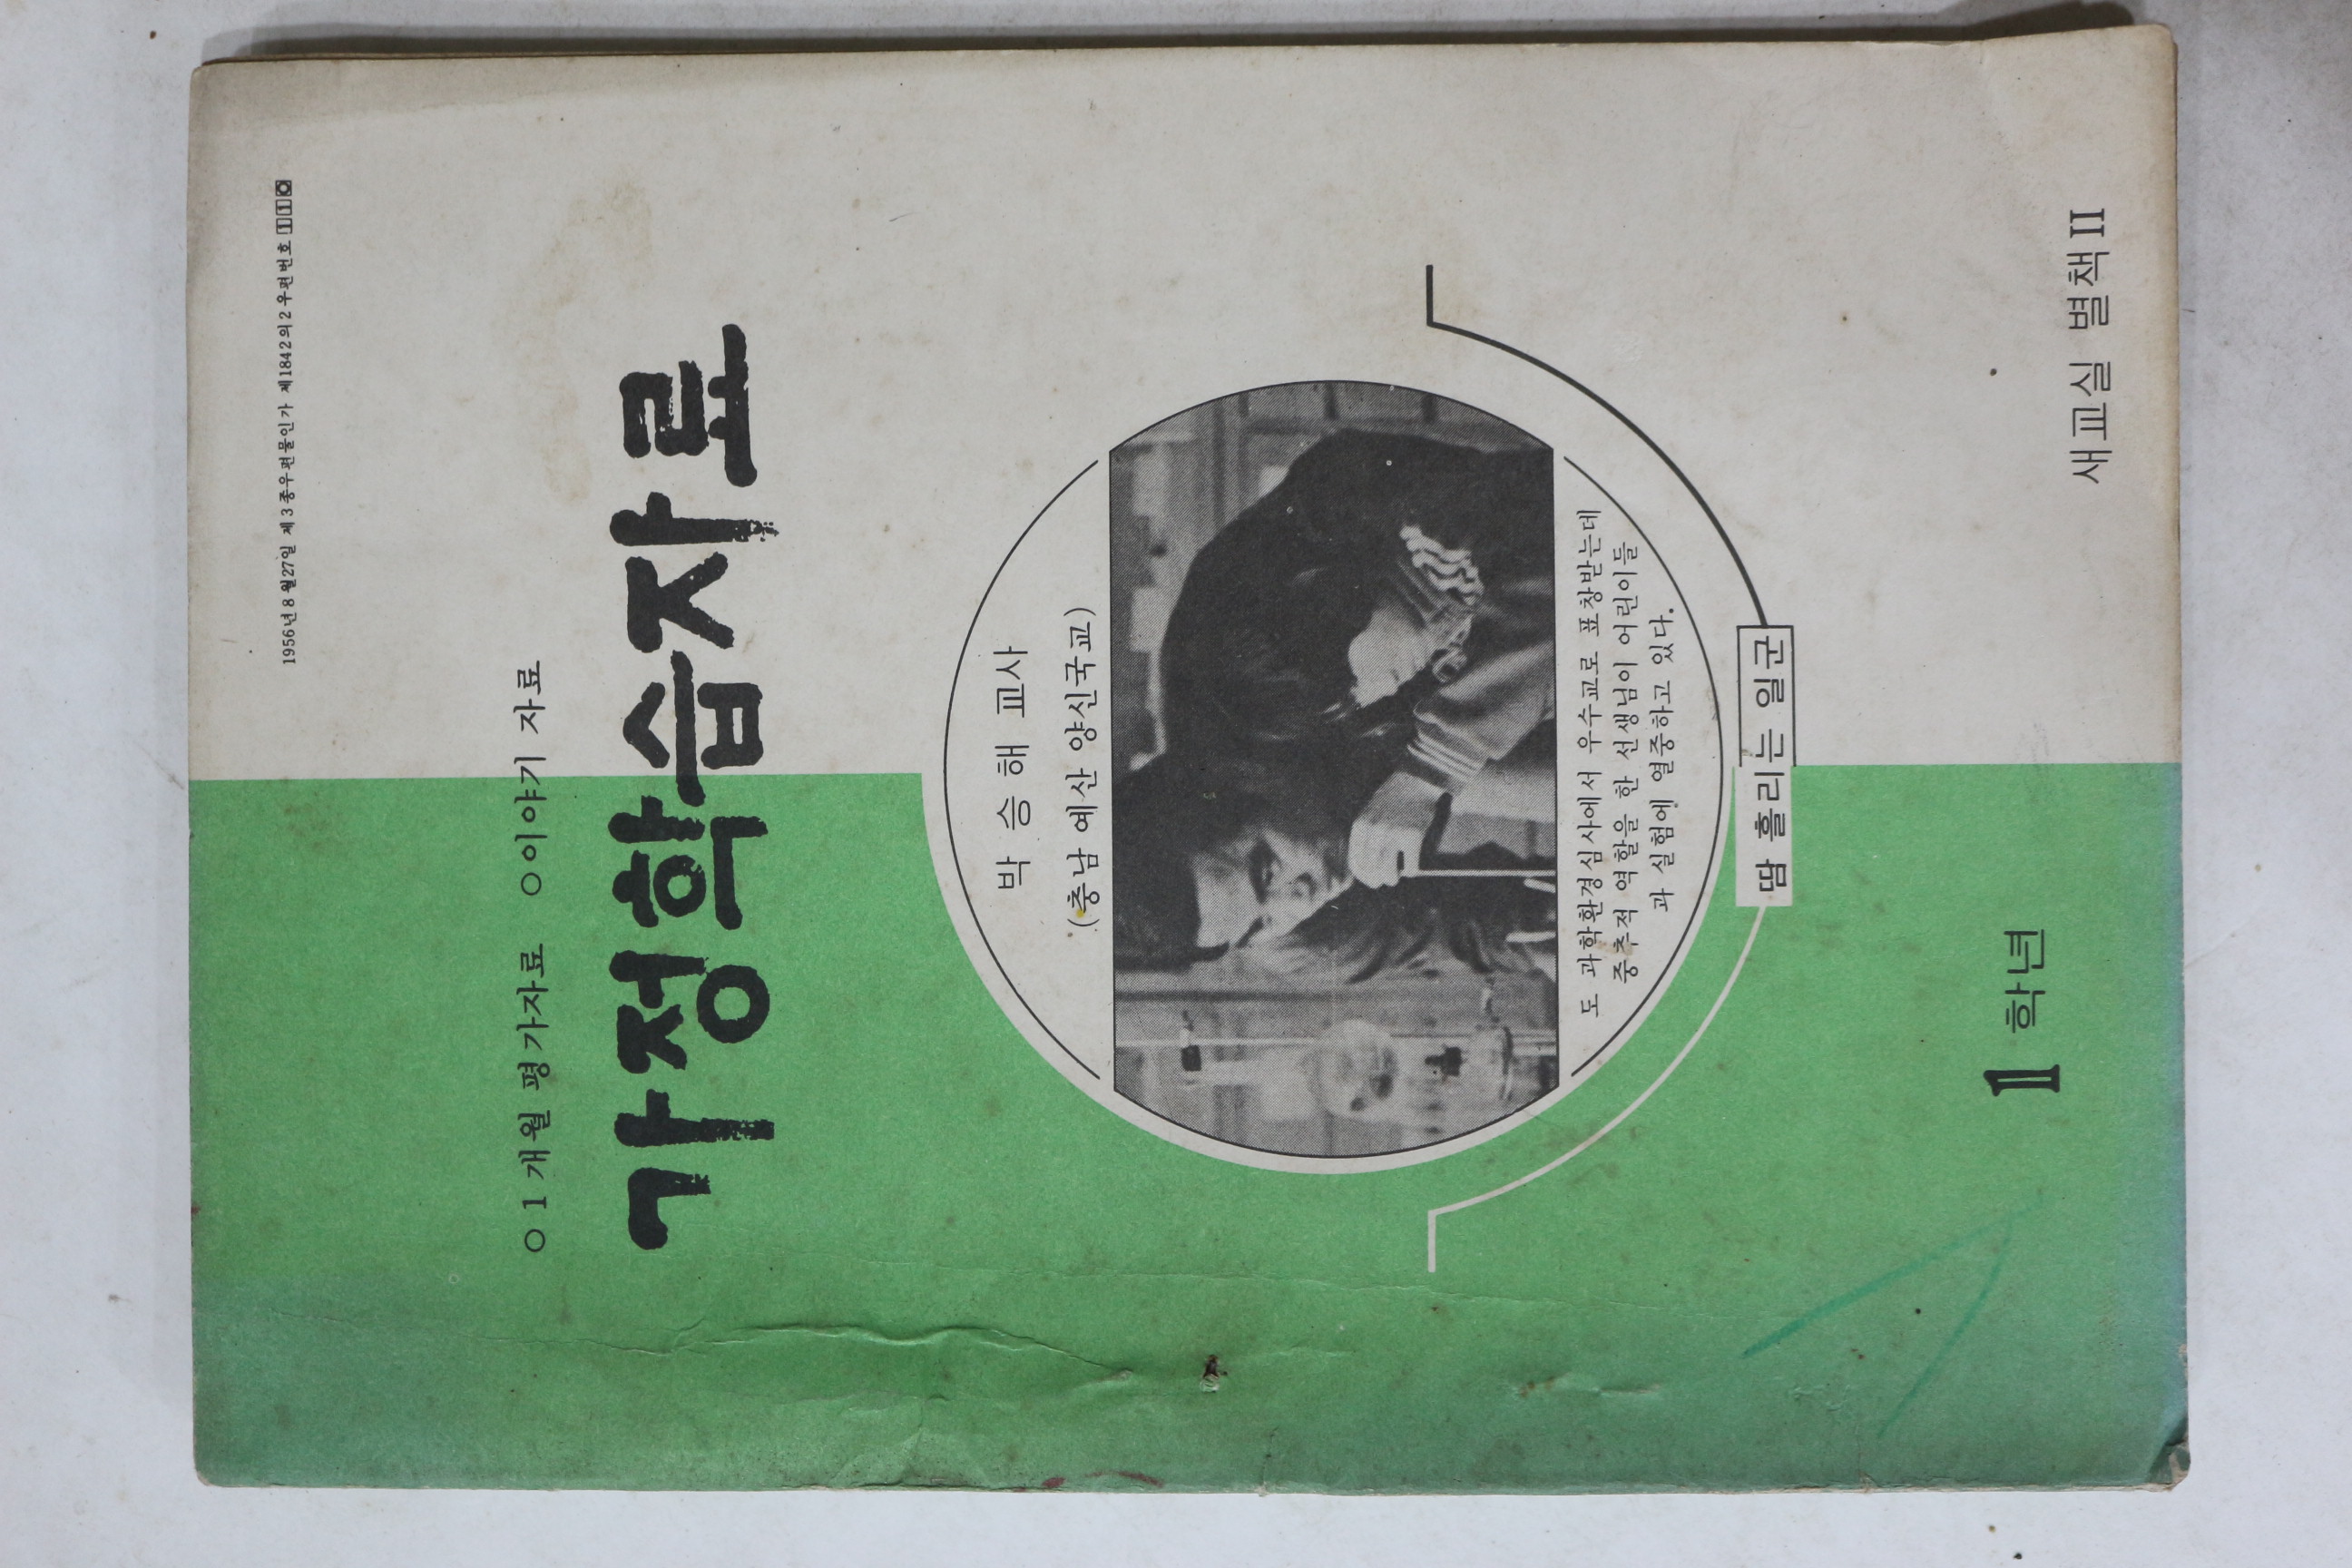 1956년 8월 27일 제3종우편물인가 제1842의2 우편번호 110
○1개월 평가자료 ○이야기 자료
가정학습자료
박승해 교사
(충남 예산 양신국교)
도 과학환경심사에서 우수교로 표창받는데
중추적 역할을 한 선생님이 어린이들
과 실험에 열중하고 있다.
땀 흘리는 일군
1 학년
새교실 별책 II